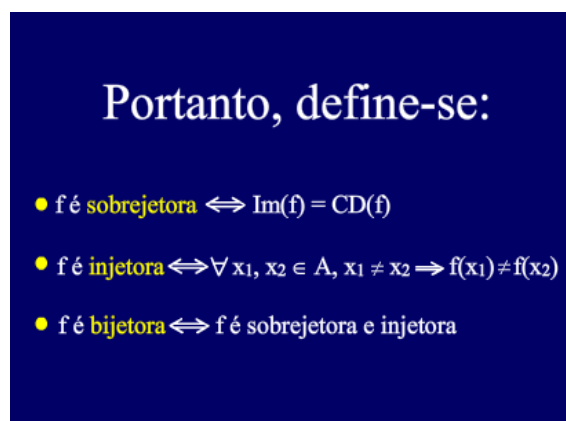 Portanto, define-se:
• f é sobrejetora ⟺ Im(f) = CD(f)
• f é injetora ⟺ ∀ x₁, x₂ ∈ A, x₁ ≠ x₂ ⟹ f(x₁) ≠ f(x₂)
• f é bijetora ⟺ f é sobrejetora e injetora